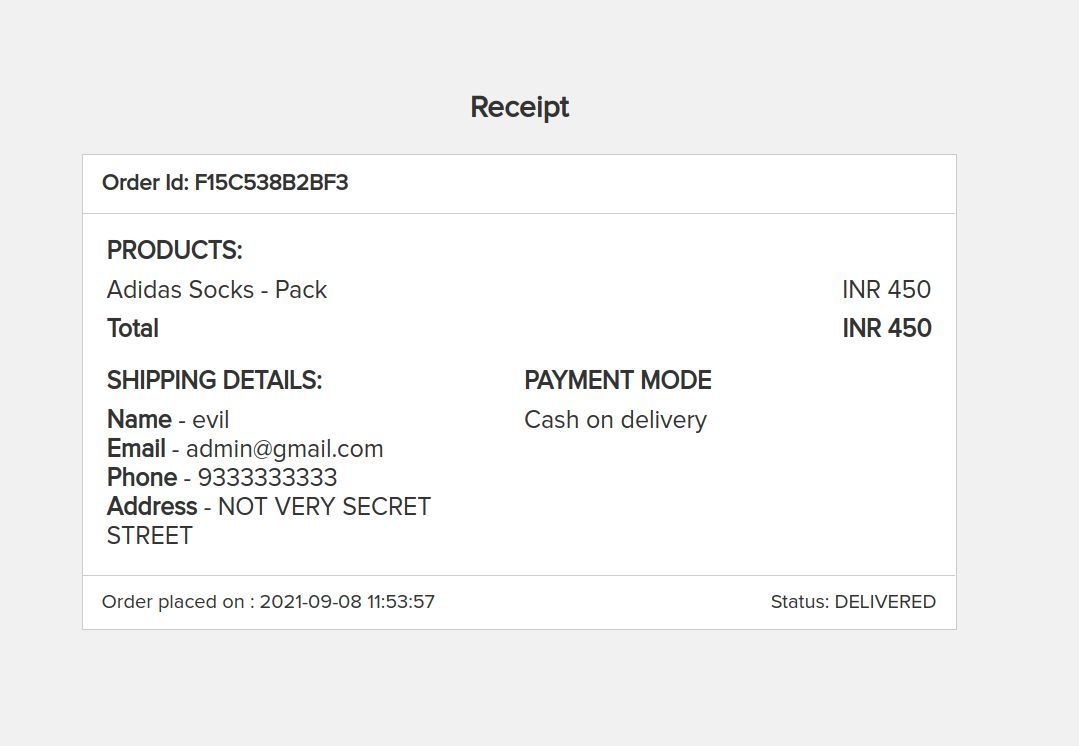 Receipt
Order Id: F15C538B2BF3
PRODUCTS:
Adidas Socks - Pack INR 450
Total INR 450
SHIPPING DETAILS:
Name - evil
Email - admin@gmail.com
Phone - 9333333333
Address - NOT VERY SECRET
STREET
PAYMENT MODE
Cash on delivery
Order placed on : 2021-09-08 11:53:57
Status: DELIVERED